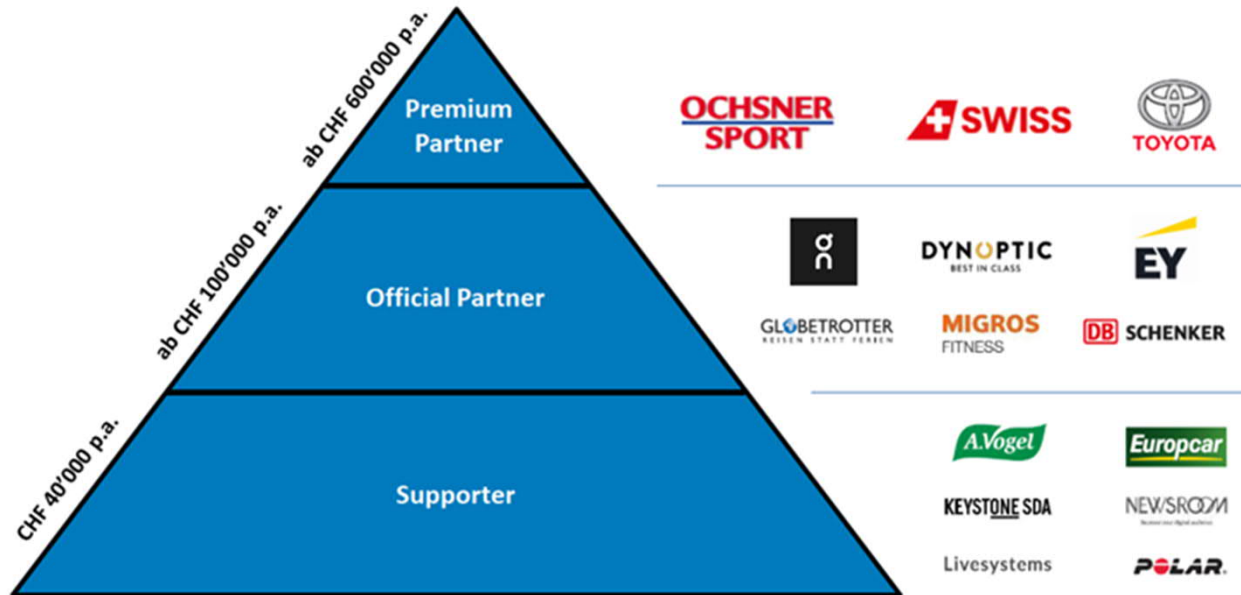 ab CHF 600'000 p.a.
Premium
Partner
OCHSNER
SPORT
SWISS
TOYOTA
ab CHF 100'000 p.a.
Official Partner
on
DYNOPTIC
BEST IN CLASS
EY
GLOBETROTTER
REISEN STATT FERIEN
MIGROS
FITNESS
DB SCHENKER
CHF 40'000 p.a.
Supporter
A.Vogel
Europcar
KEYSTONE SDA
NEWSROOM
Livesystems
POLAR.